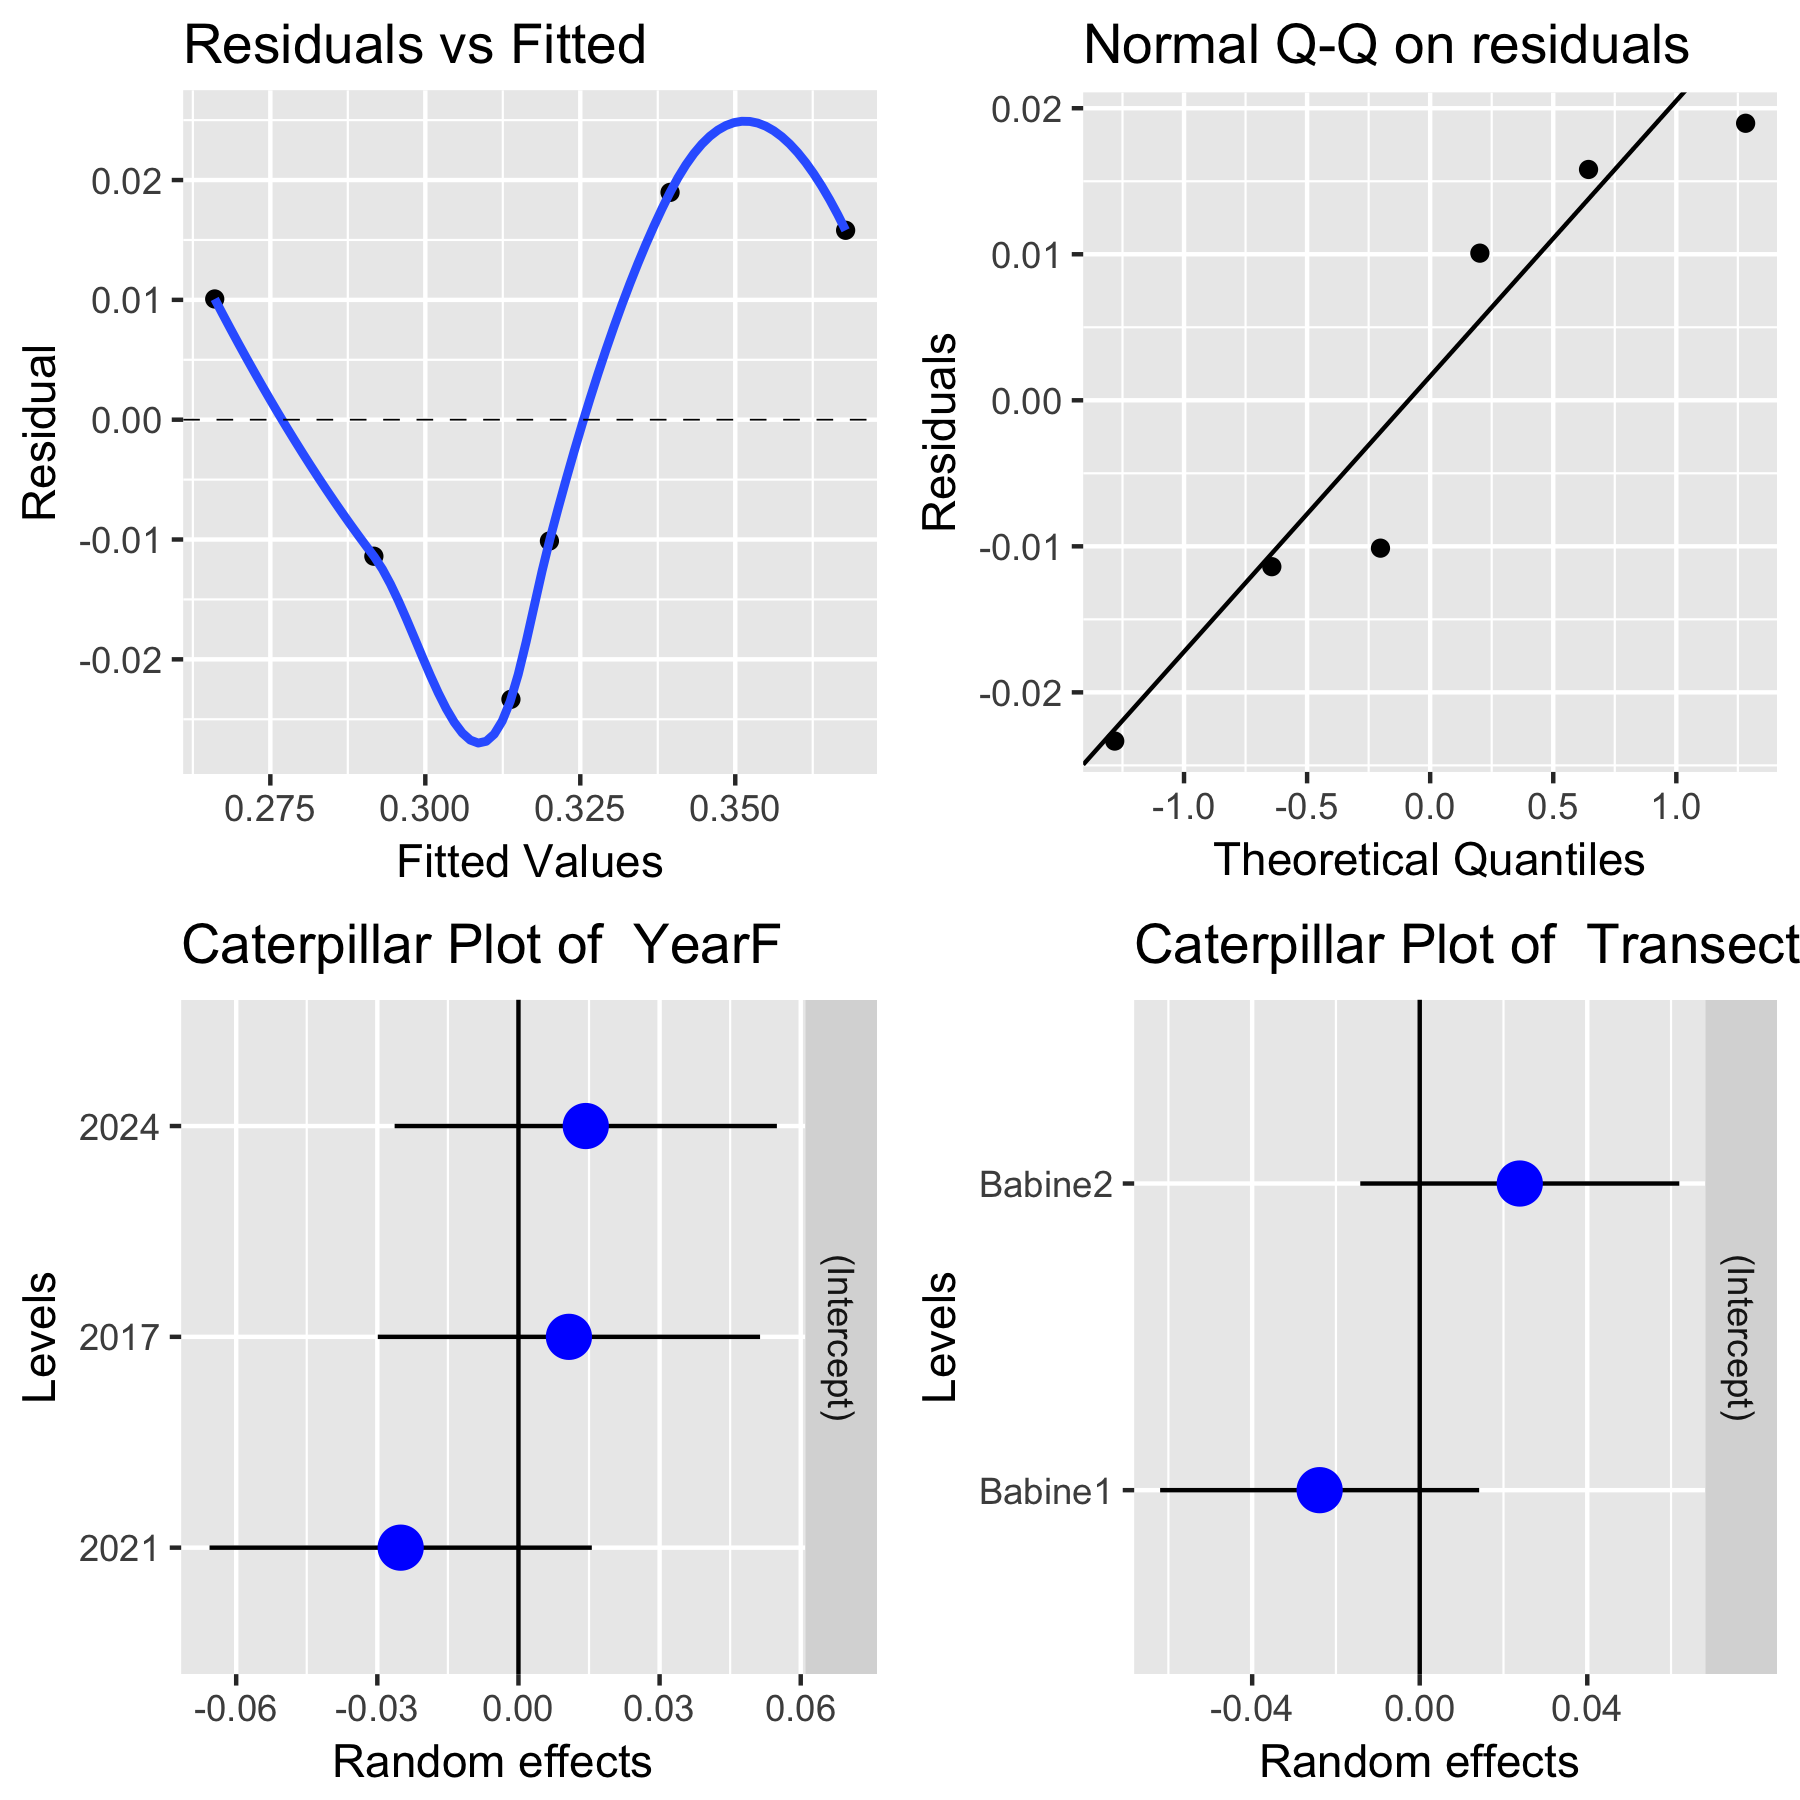 Residuals vs Fitted
Residual
0.02
0.01
0.00
-0.01
-0.02
0.275 0.300 0.325 0.350
Fitted Values
Normal Q-Q on residuals
Residuals
0.02
0.01
0.00
-0.01
-0.02
-1.0 -0.5 0.0 0.5 1.0
Theoretical Quantiles
Caterpillar Plot of  YearF
Levels
2024
2017
2021
(Intercept)
-0.06 -0.03 0.00 0.03 0.06
Random effects
Caterpillar Plot of  Transect
Levels
Babine2
Babine1
(Intercept)
-0.04 0.00 0.04
Random effects